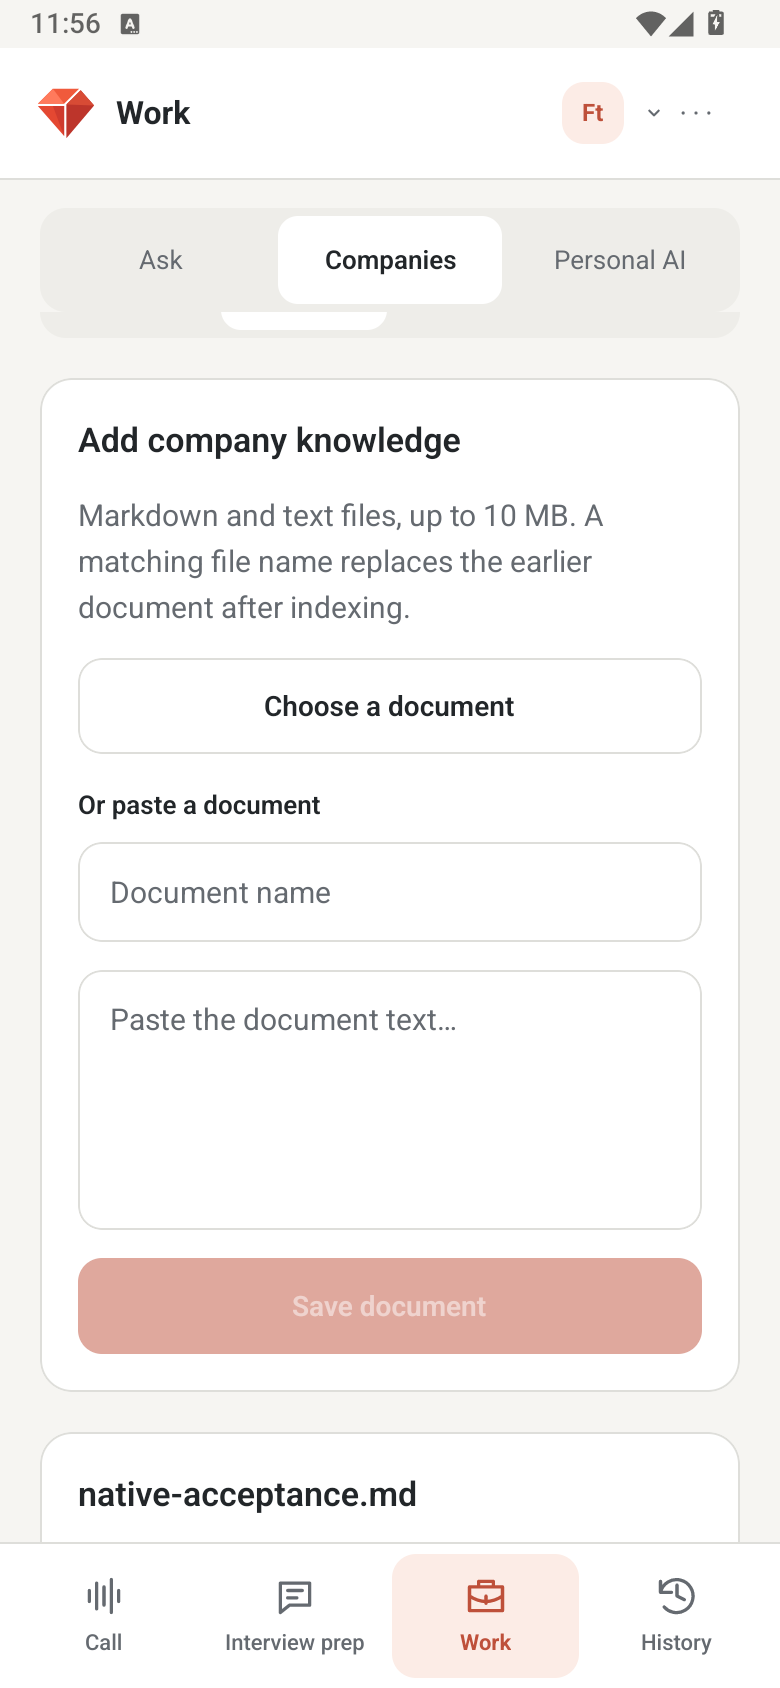 11:56
A
Work
Ft
Ask
Companies
Personal AI
Add company knowledge
Markdown and text files, up to 10 MB. A
matching file name replaces the earlier
document after indexing.
Choose a document
Or paste a document
Document name
Paste the document text…
Save document
native-acceptance.md
Call
Interview prep
Work
History